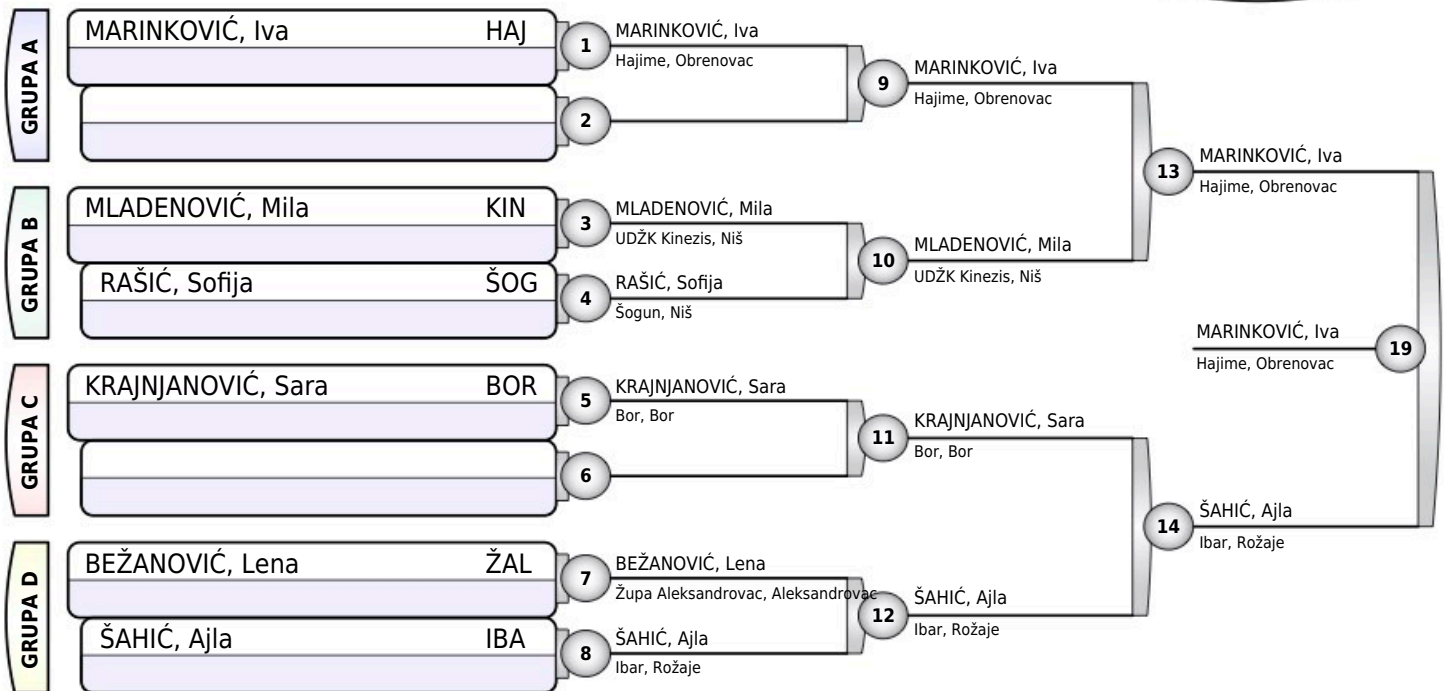 GRUPA A
MARINKOVIĆ, Iva HAJ
1
MARINKOVIĆ, Iva
Hajime, Obrenovac
2
9
MARINKOVIĆ, Iva
Hajime, Obrenovac
GRUPA B
MLADENOVIĆ, Mila KIN
3
MLADENOVIĆ, Mila
UDŽK Kinezis, Niš
RAŠIĆ, Sofija ŠOG
4
RAŠIĆ, Sofija
Šogun, Niš
10
MLADENOVIĆ, Mila
UDŽK Kinezis, Niš
13
MARINKOVIĆ, Iva
Hajime, Obrenovac
GRUPA C
KRAJNJANOVIĆ, Sara BOR
5
KRAJNJANOVIĆ, Sara
Bor, Bor
6
11
KRAJNJANOVIĆ, Sara
Bor, Bor
GRUPA D
BEŽANOVIĆ, Lena ŽAL
7
BEŽANOVIĆ, Lena
Župa Aleksandrovac, Aleksandrovac
ŠAHIĆ, Ajla IBA
8
ŠAHIĆ, Ajla
Ibar, Rožaje
12
ŠAHIĆ, Ajla
Ibar, Rožaje
14
ŠAHIĆ, Ajla
Ibar, Rožaje
MARINKOVIĆ, Iva
Hajime, Obrenovac
19